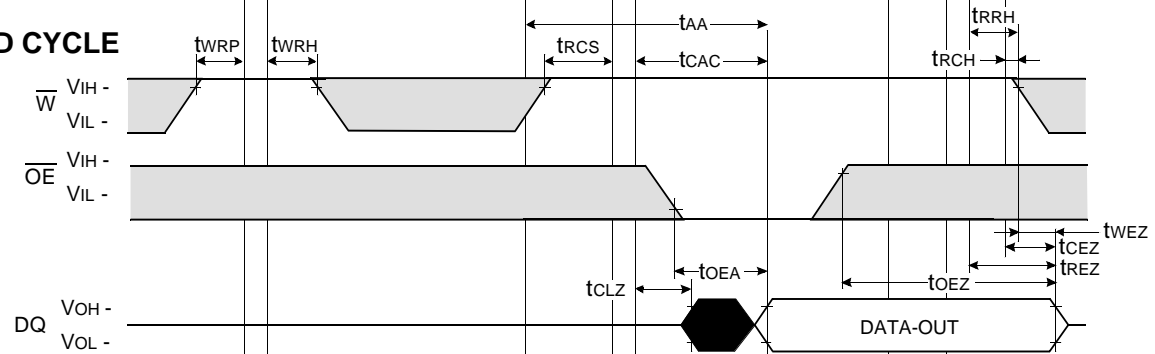 tAA
tRRH
D CYCLE
tWRP
tWRH
tRCS
tCAC
tRCH
W
VIH -
VIL -
OE
VIH -
VIL -
tWEZ
tCEZ
tREZ
tOEA
tOEZ
tCLZ
DQ
VOH -
VOL -
DATA-OUT